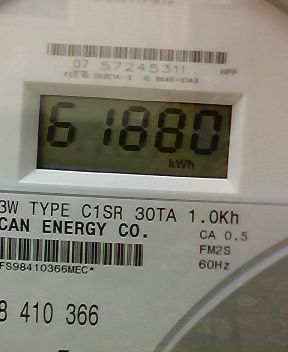 07 57245311
61880
kWh
3W TYPE C1SR 30TA 1.0Kh
CAN ENERGY CO.
CA 0.5
FM2S
60Hz
FS98410366MEC*
8 410 366